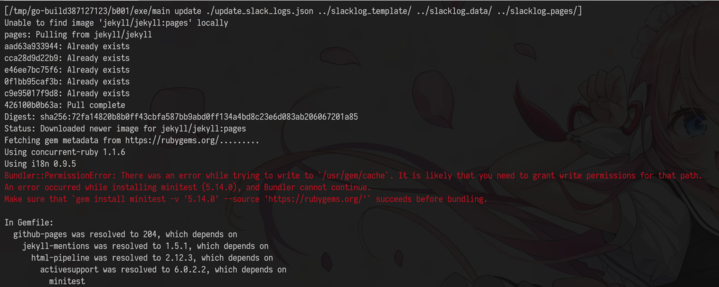 [/tmp/go-build387127123/b001/exe/main update ./update_slack_logs.json ../slacklog_template/ ../slacklog_data/ ../slacklog_pages/]
Unable to find image 'jekyll/jekyll:pages' locally
pages: Pulling from jekyll/jekyll
aad63a933944: Already exists
cca28d9d22b9: Already exists
e46ee7bc75f6: Already exists
0f1bb95caf3b: Already exists
c9e95017f9d8: Already exists
426100b0b63a: Pull complete
Digest: sha256:72fa14820b8b0ff43cbfa587bb9abd0ff134a4bd8c23e6d083ab206067201a85
Status: Downloaded newer image for jekyll/jekyll:pages
Fetching gem metadata from https://rubygems.org/.........
Using concurrent-ruby 1.1.6
Using i18n 0.9.5
Bundler::PermissionError: There was an error while trying to write to `/usr/gem/cache`. It is likely that you need to grant write permissions for that path.
An error occurred while installing minitest (5.14.0), and Bundler cannot continue.
Make sure that `gem install minitest -v '5.14.0' --source 'https://rubygems.org/'` succeeds before bundling.
In Gemfile:
github-pages was resolved to 204, which depends on
jekyll-mentions was resolved to 1.5.1, which depends on
html-pipeline was resolved to 2.12.3, which depends on
activesupport was resolved to 6.0.2.2, which depends on
minitest